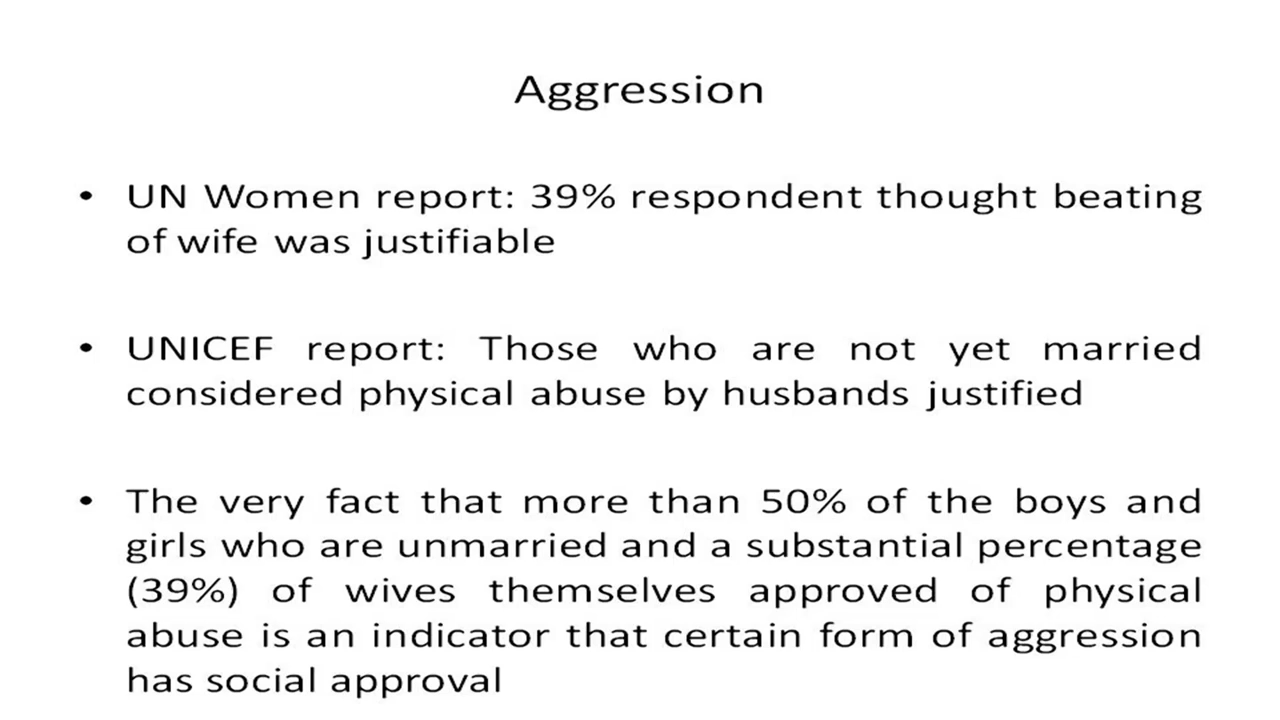 Aggression
• UN Women report: 39% respondent thought beating
of wife was justifiable
• UNICEF report: Those who are not yet married
considered physical abuse by husbands justified
• The very fact that more than 50% of the boys and
girls who are unmarried and a substantial percentage
(39%) of wives themselves approved of physical
abuse is an indicator that certain form of aggression
has social approval